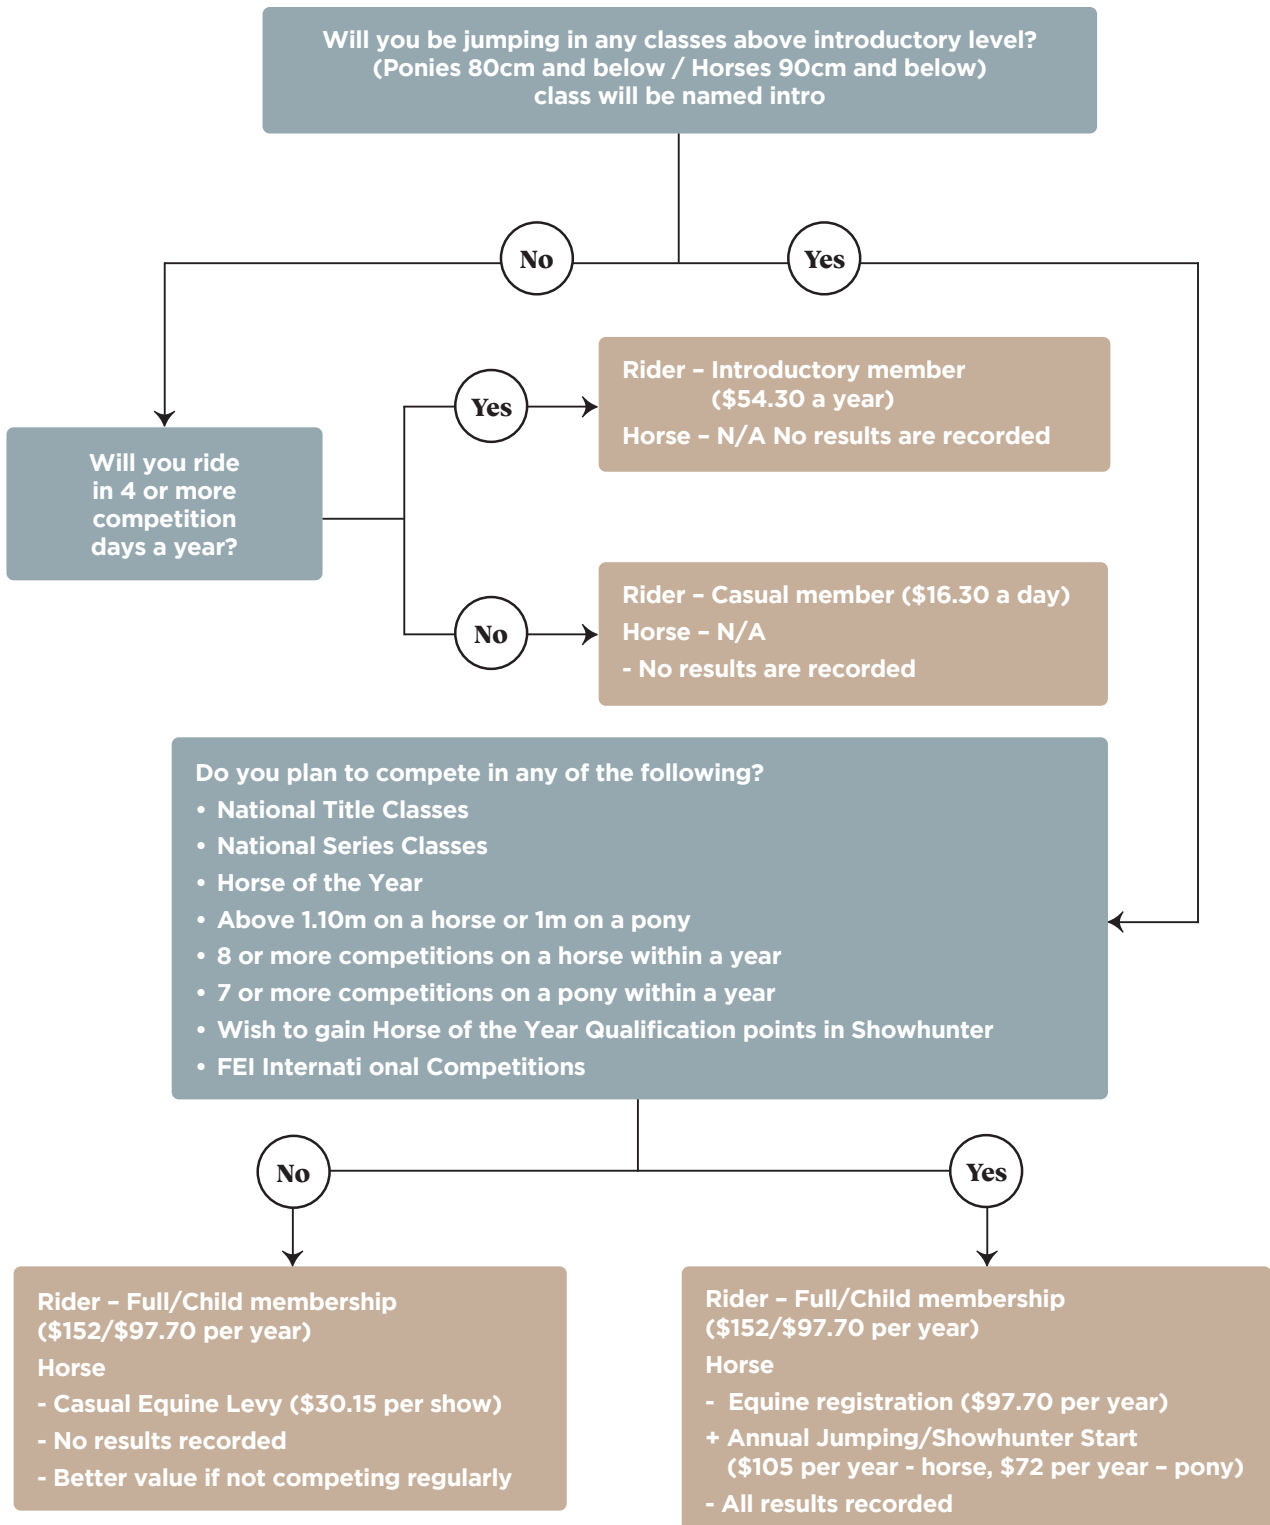 Will you be jumping in any classes above introductory level?
(Ponies 80cm and below / Horses 90cm and below)
class will be named intro
No
Yes
Rider – Introductory member
($54.30 a year)
Horse – N/A No results are recorded
Yes
Will you ride
in 4 or more
competition
days a year?
Rider – Casual member ($16.30 a day)
Horse – N/A
- No results are recorded
No
Do you plan to compete in any of the following?
• National Title Classes
• National Series Classes
• Horse of the Year
• Above 1.10m on a horse or 1m on a pony
• 8 or more competitions on a horse within a year
• 7 or more competitions on a pony within a year
• Wish to gain Horse of the Year Qualification points in Showhunter
• FEI Internati onal Competitions
No
Yes
Rider – Full/Child membership
($152/$97.70 per year)
Horse
- Casual Equine Levy ($30.15 per show)
- No results recorded
- Better value if not competing regularly
Rider – Full/Child membership
($152/$97.70 per year)
Horse
- Equine registration ($97.70 per year)
+ Annual Jumping/Showhunter Start
($105 per year - horse, $72 per year – pony)
- All results recorded